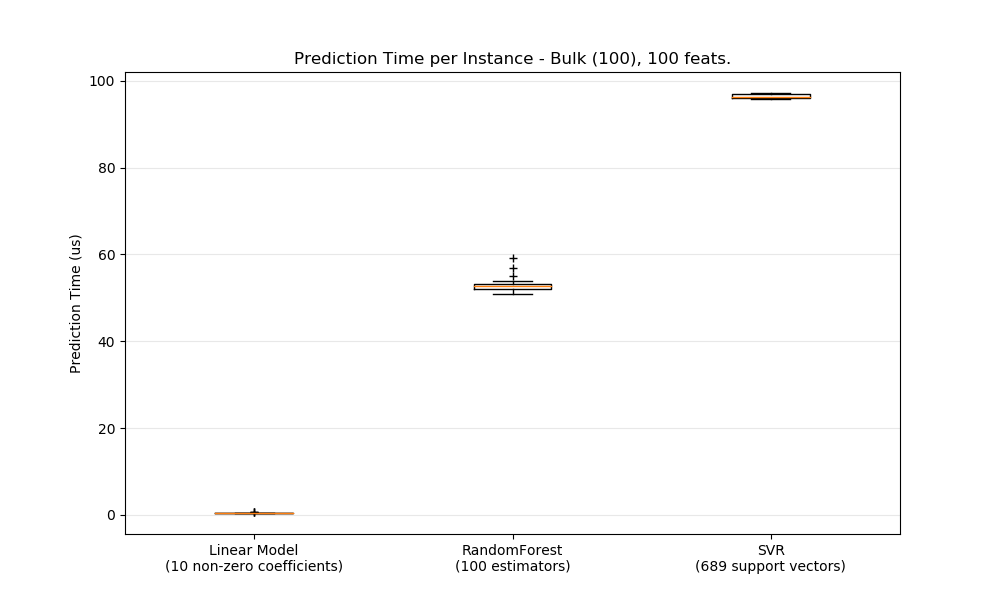 Prediction Time per Instance - Bulk (100), 100 feats.
100
80
60
40
20
0
Prediction Time (us)
Linear Model
(10 non-zero coefficients)
RandomForest
(100 estimators)
SVR
(689 support vectors)